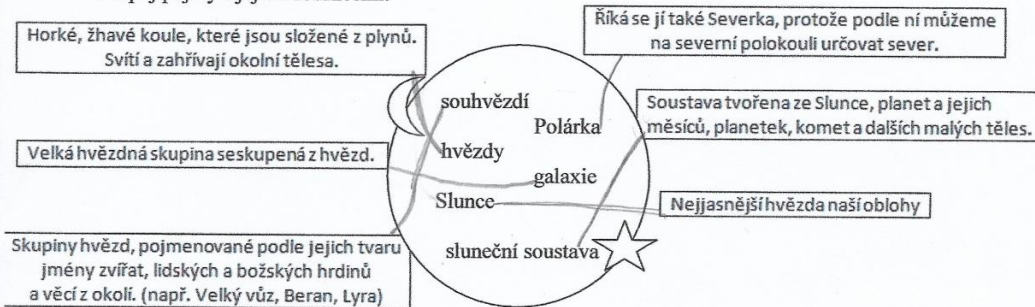 Horké, žhavé koule, které jsou složené z plynů.
Svítí a zahřívají okolní tělesa.
Říká se jí také Severka, protože podle ní můžeme
na severní polokouli určovat sever.
souhvězdí
Polárka
Soustava tvořena ze Slunce, planet a jejich
měsíců, planetek, komet a dalších malých těles.
Velká hvězdná skupina seskupená z hvězd.
hvězdy
galaxie
Slunce
Nejjasnější hvězda naší oblohy
Skupiny hvězd, pojmenované podle jejich tvaru
jmény zvířat, lidských a božských hrdinů
a věcí z okolí. (např. Velký vůz, Beran, Lyra)
sluneční soustava